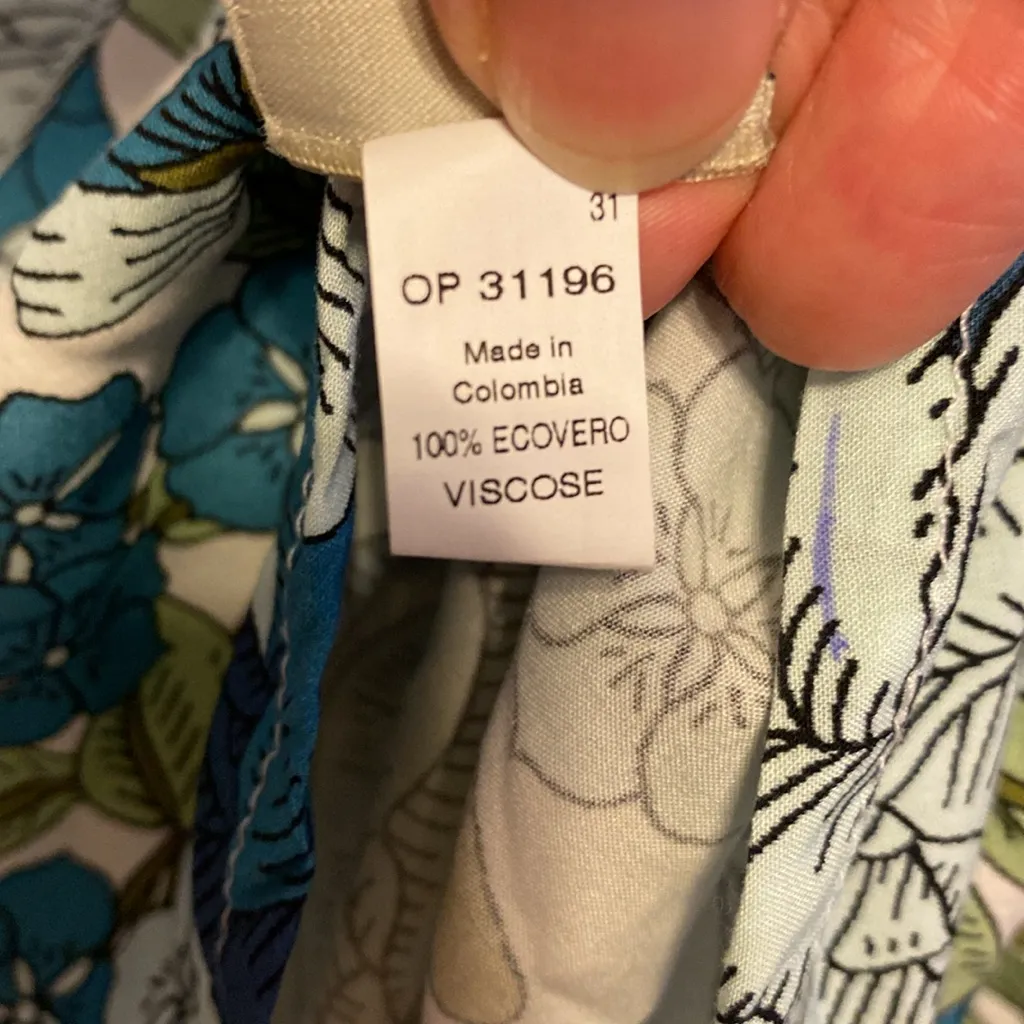 31
OP 31196
Made in
Colombia
100% ECOVERO
VISCOSE